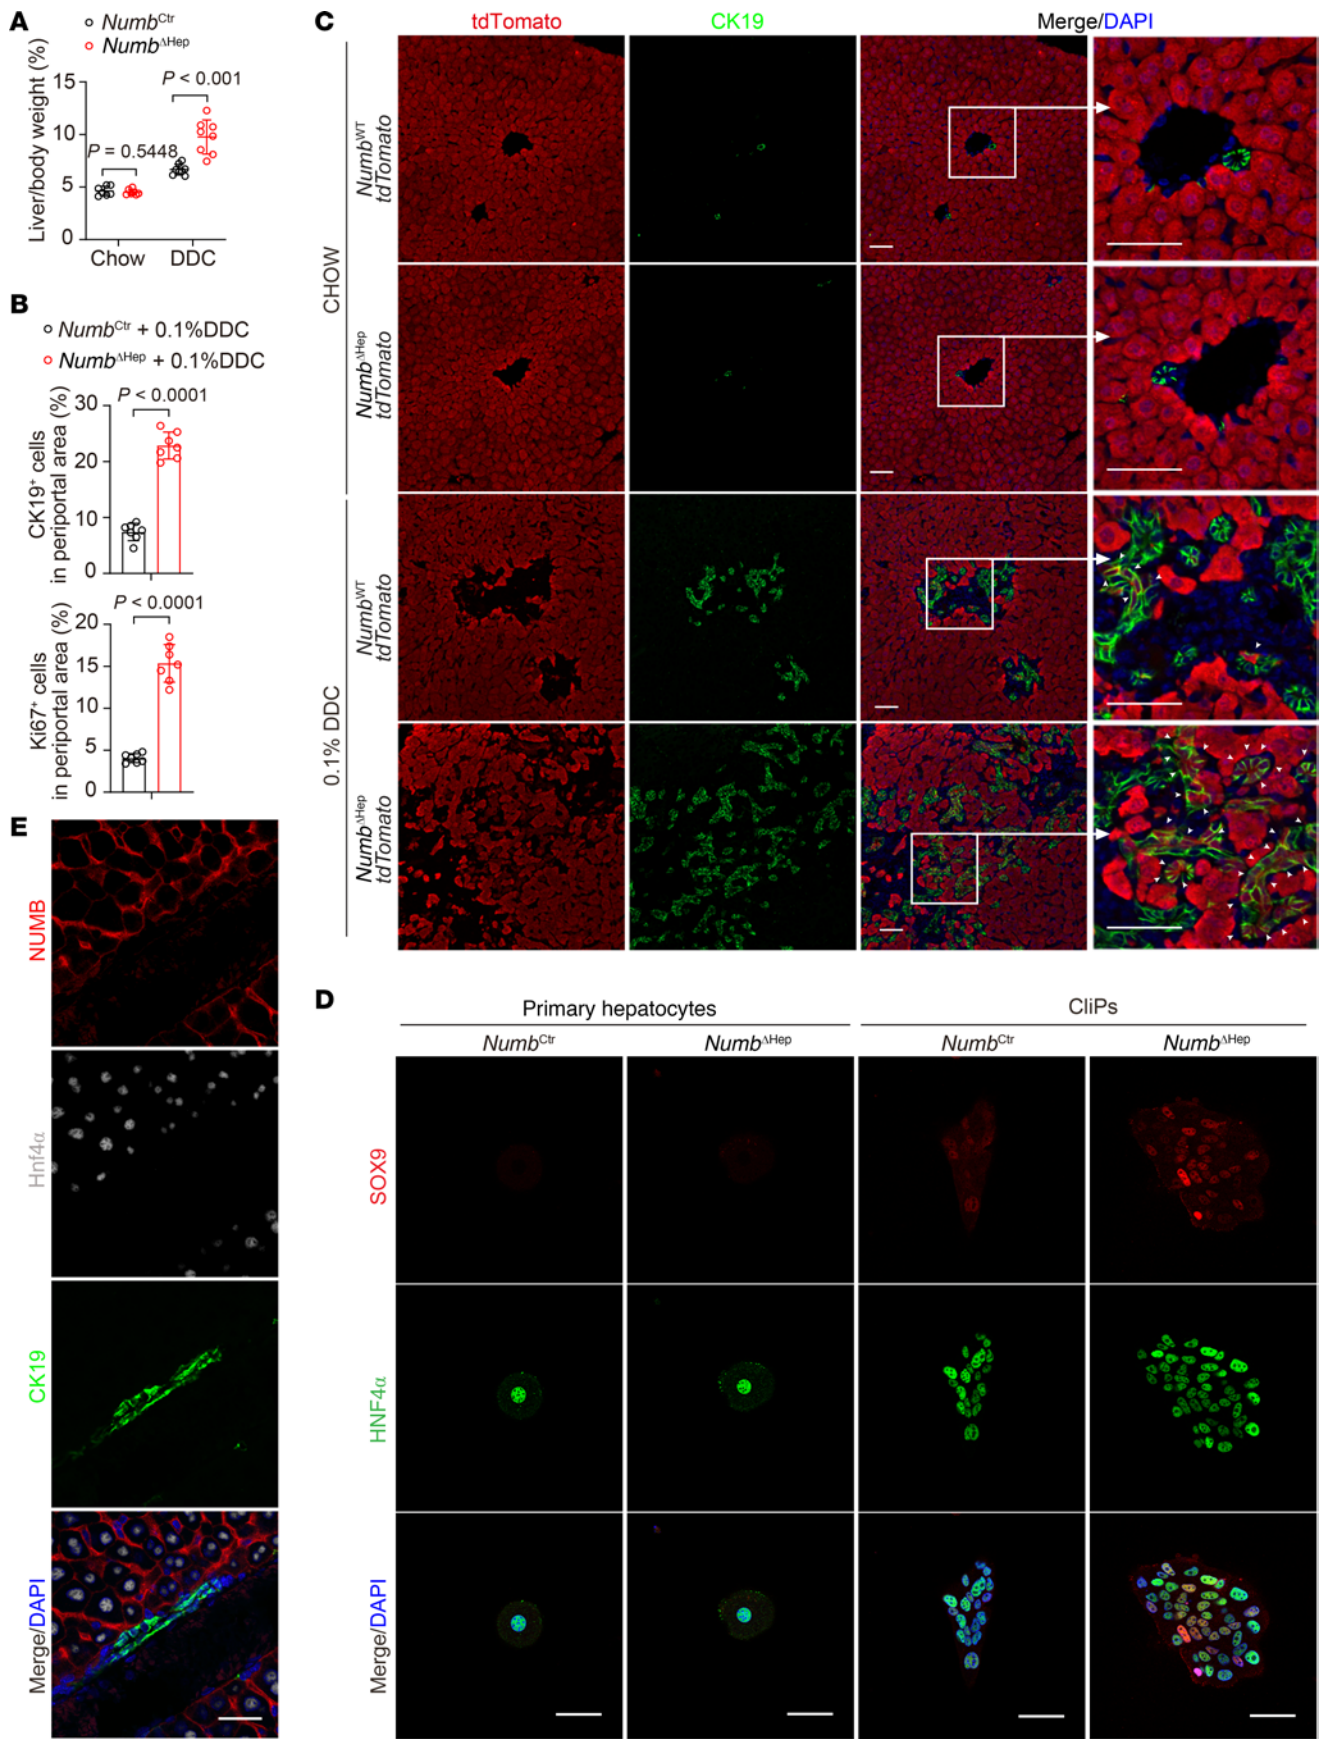 A
Numb^Ctr
Numb^ΔHep
Liver/body weight (%)
P < 0.001
P = 0.5448
15
10
5
0
Chow
DDC
B
Numb^Ctr + 0.1%DDC
Numb^ΔHep + 0.1%DDC
CK19⁺ cells
in periportal area (%)
P < 0.0001
30
20
10
0
Ki67⁺ cells
in periportal area (%)
P < 0.0001
20
15
10
5
0
C
tdTomato
CK19
Merge/DAPI
CHOW
Numb^WT
tdTomato
Numb^ΔHep
tdTomato
0.1% DDC
Numb^WT
tdTomato
Numb^ΔHep
tdTomato
E
NUMB
Hnf4α
CK19
Merge/DAPI
D
Primary hepatocytes
CliPs
Numb^Ctr
Numb^ΔHep
Numb^Ctr
Numb^ΔHep
SOX9
HNF4α
Merge/DAPI